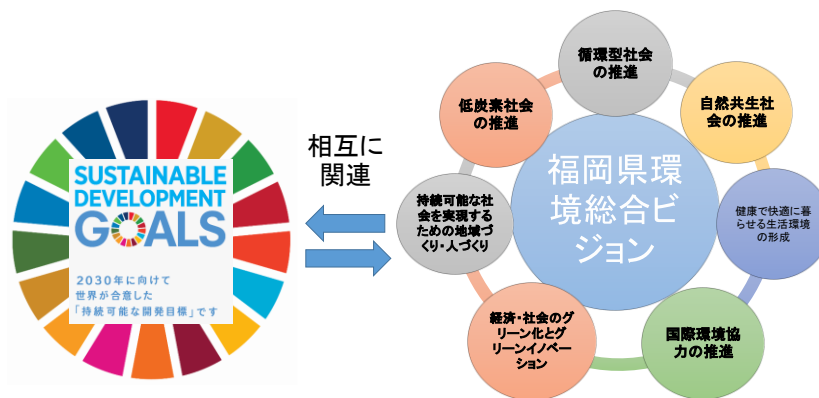 SUSTAINABLE
DEVELOPMENT
GOALS
2030年に向けて
世界が合意した
「持続可能な開発目標」です
相互に
関連
福岡県環
境総合ビ
ジョン
循環型社会
の推進
自然共生社
会の推進
健康で快適に暮
らせる生活環境
の形成
国際環境協
力の推進
経済・社会のグ
リーン化とグ
リーンイノベー
ション
持続可能な社
会を実現する
ための地域づ
くり・人づくり
低炭素社会
の推進